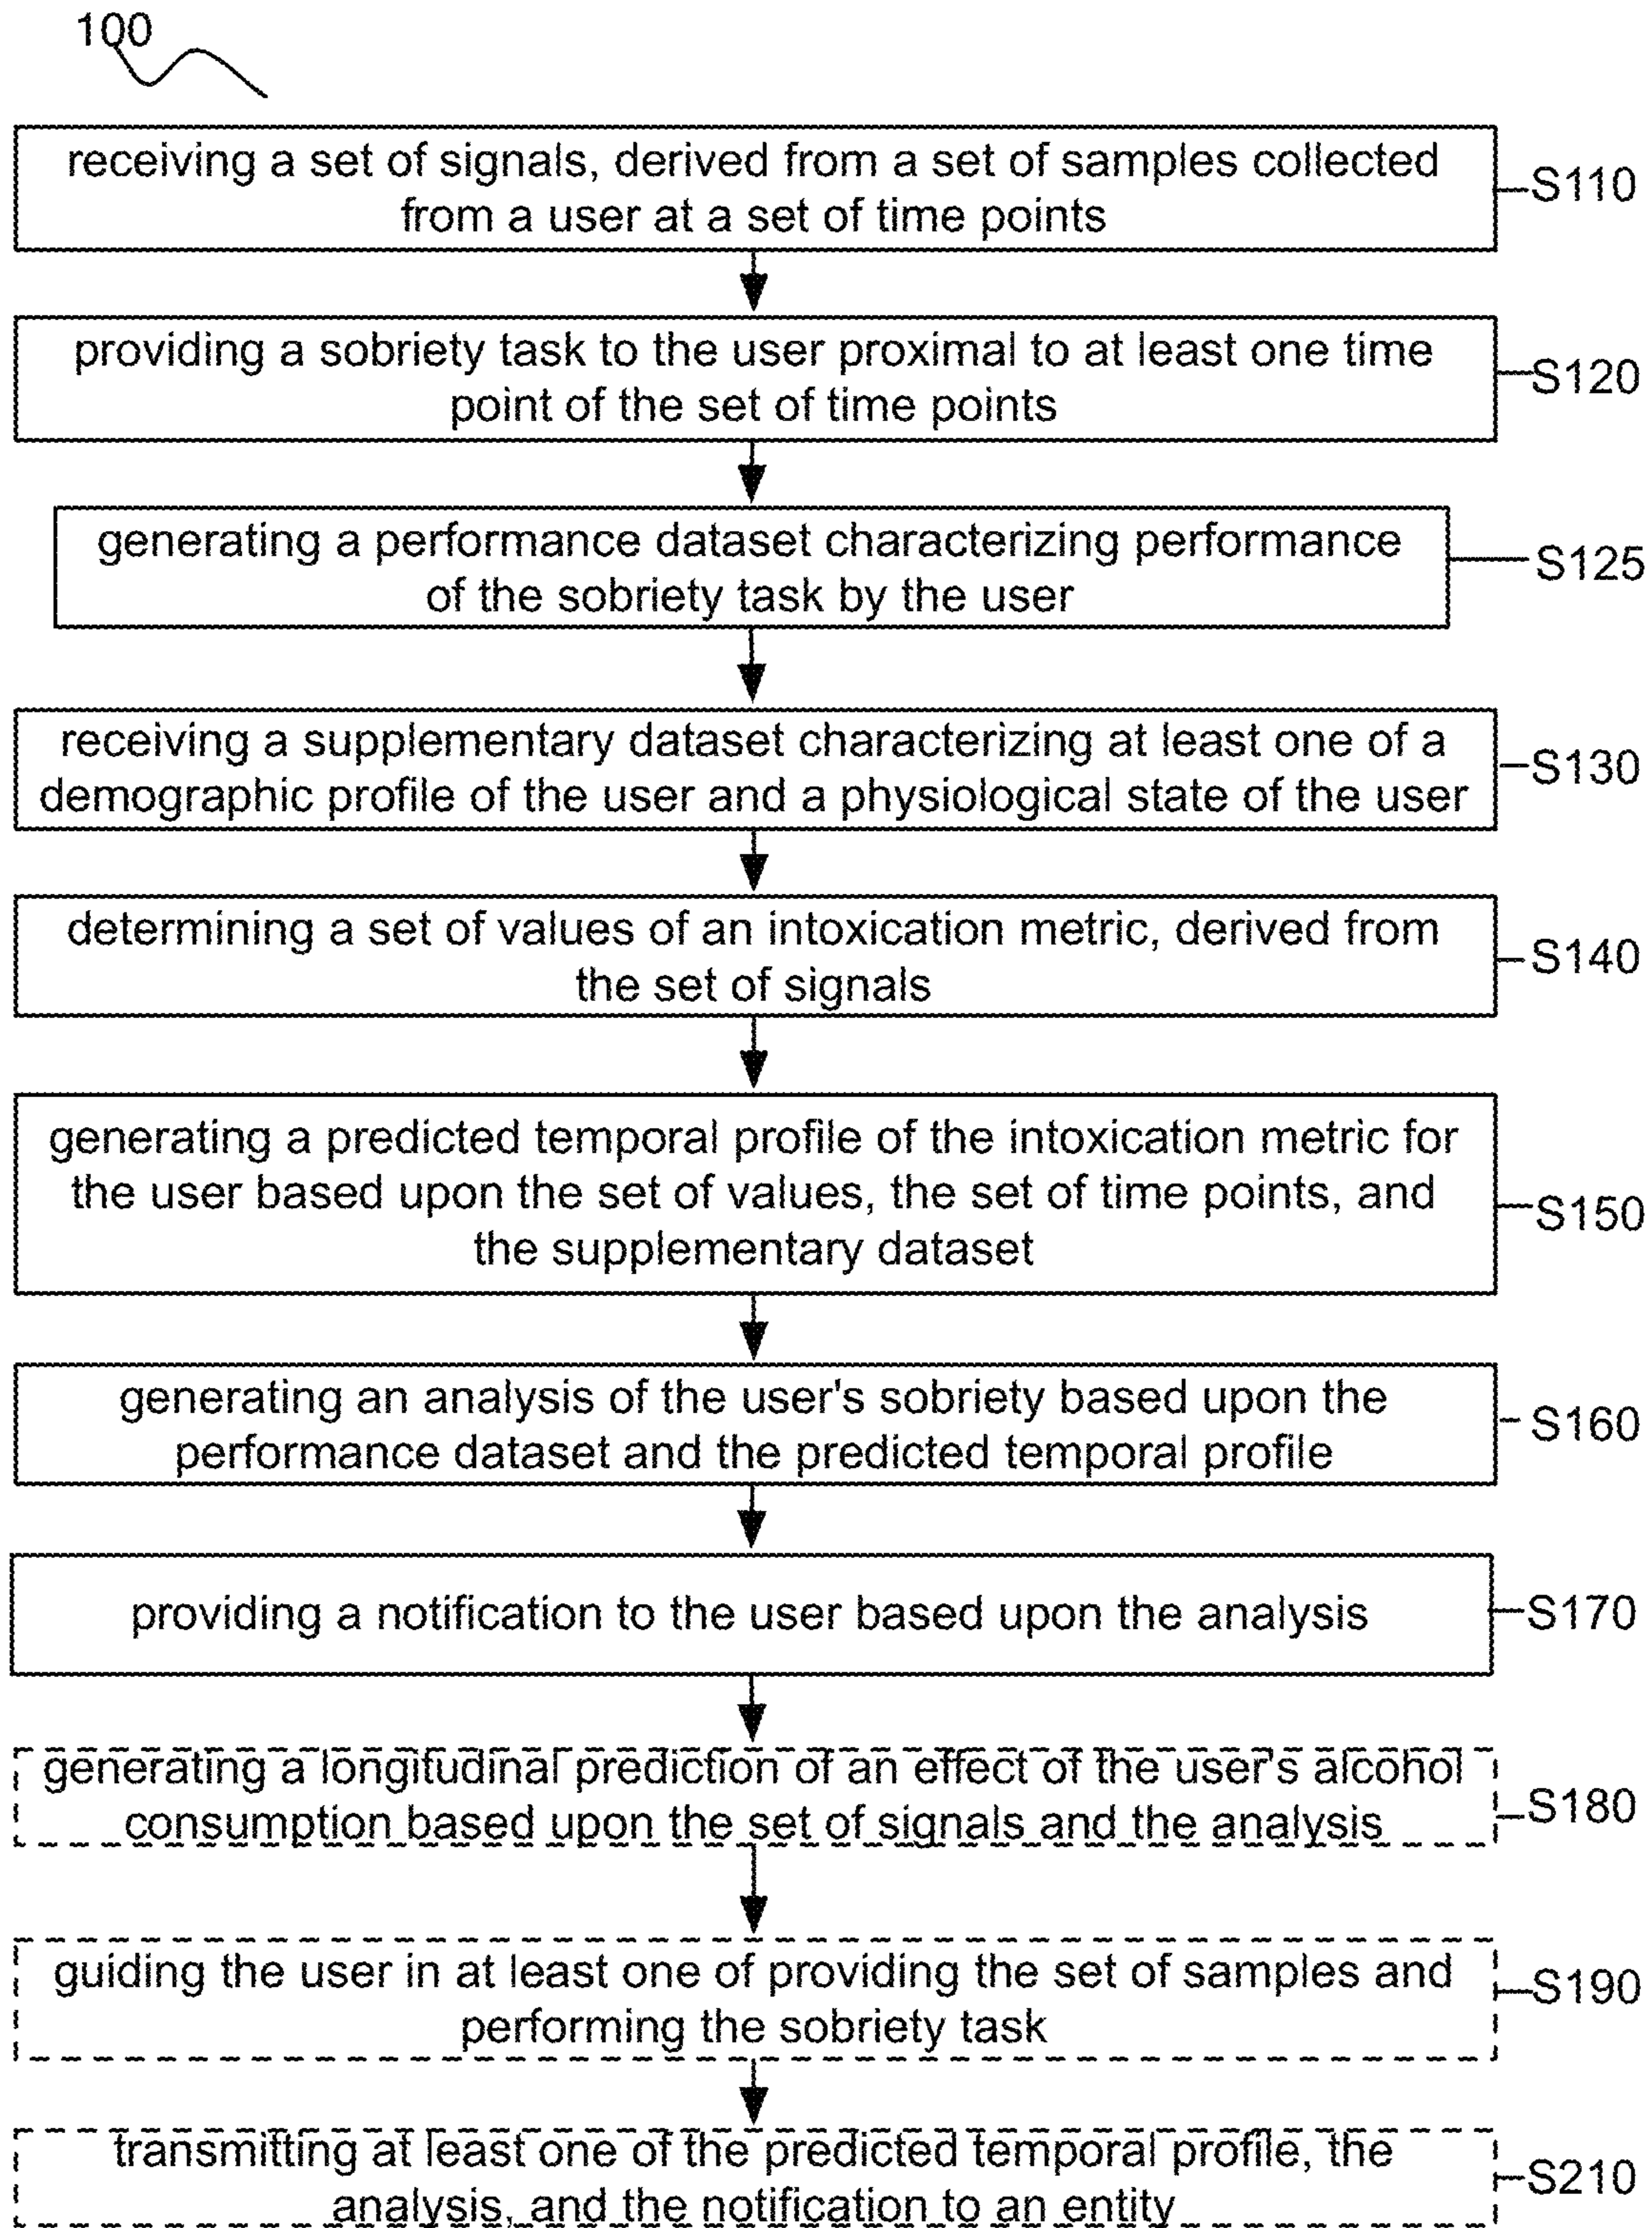 100
receiving a set of signals, derived from a set of samples collected
from a user at a set of time points
S110
providing a sobriety task to the user proximal to at least one time
point of the set of time points
S120
generating a performance dataset characterizing performance
of the sobriety task by the user
S125
receiving a supplementary dataset characterizing at least one of a
demographic profile of the user and a physiological state of the user
S130
determining a set of values of an intoxication metric, derived from
the set of signals
S140
generating a predicted temporal profile of the intoxication metric for
the user based upon the set of values, the set of time points, and
the supplementary dataset
S150
generating an analysis of the user's sobriety based upon the
performance dataset and the predicted temporal profile
S160
providing a notification to the user based upon the analysis
S170
generating a longitudinal prediction of an effect of the user's alcohol
consumption based upon the set of signals and the analysis
S180
guiding the user in at least one of providing the set of samples and
performing the sobriety task
S190
transmitting at least one of the predicted temporal profile, the
analysis, and the notification to an entity
S210